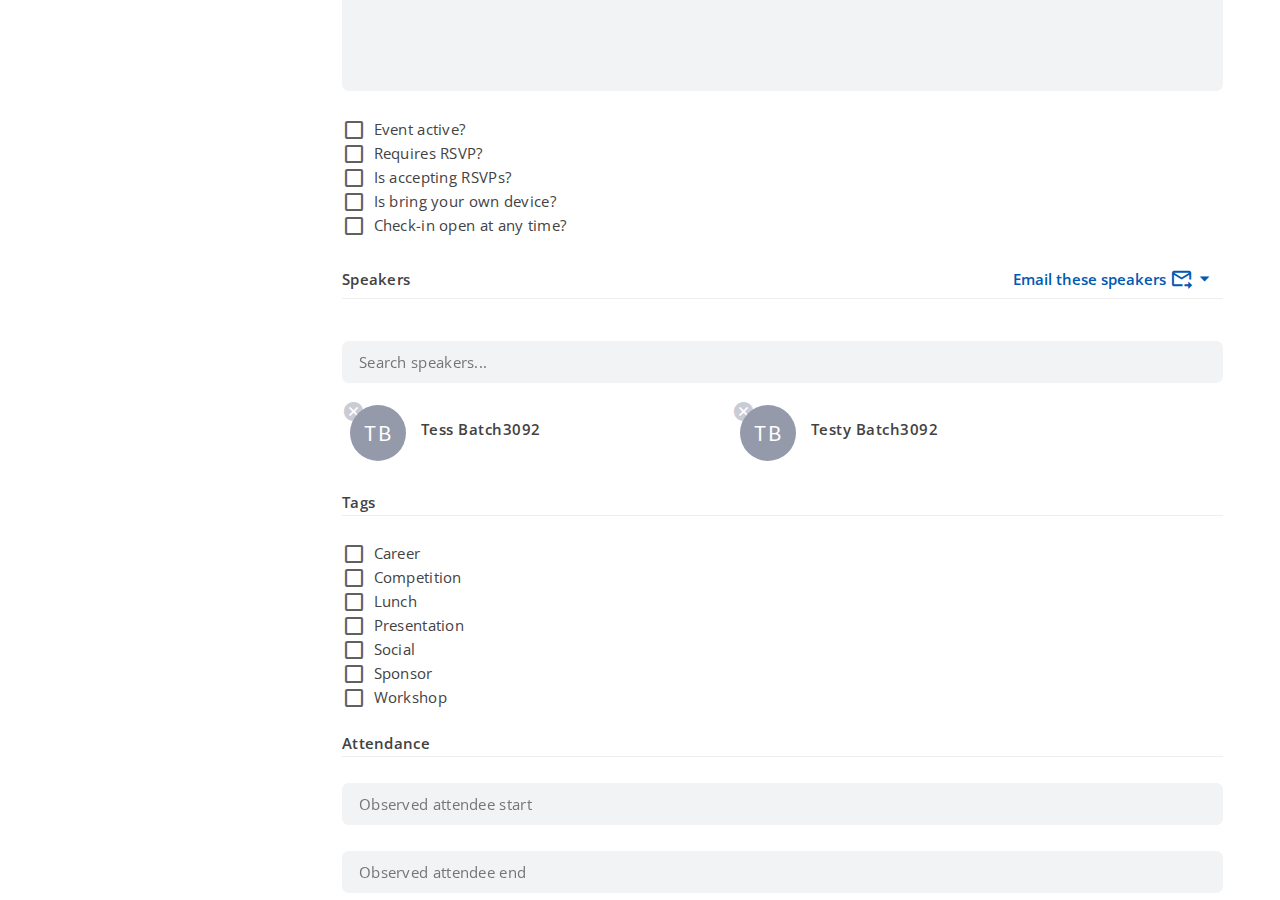 Event active?
Requires RSVP?
Is accepting RSVPs?
Is bring your own device?
Check-in open at any time?
Speakers
Email these speakers
Search speakers...
TB
Tess Batch3092
TB
Testy Batch3092
Tags
Career
Competition
Lunch
Presentation
Social
Sponsor
Workshop
Attendance
Observed attendee start
Observed attendee end